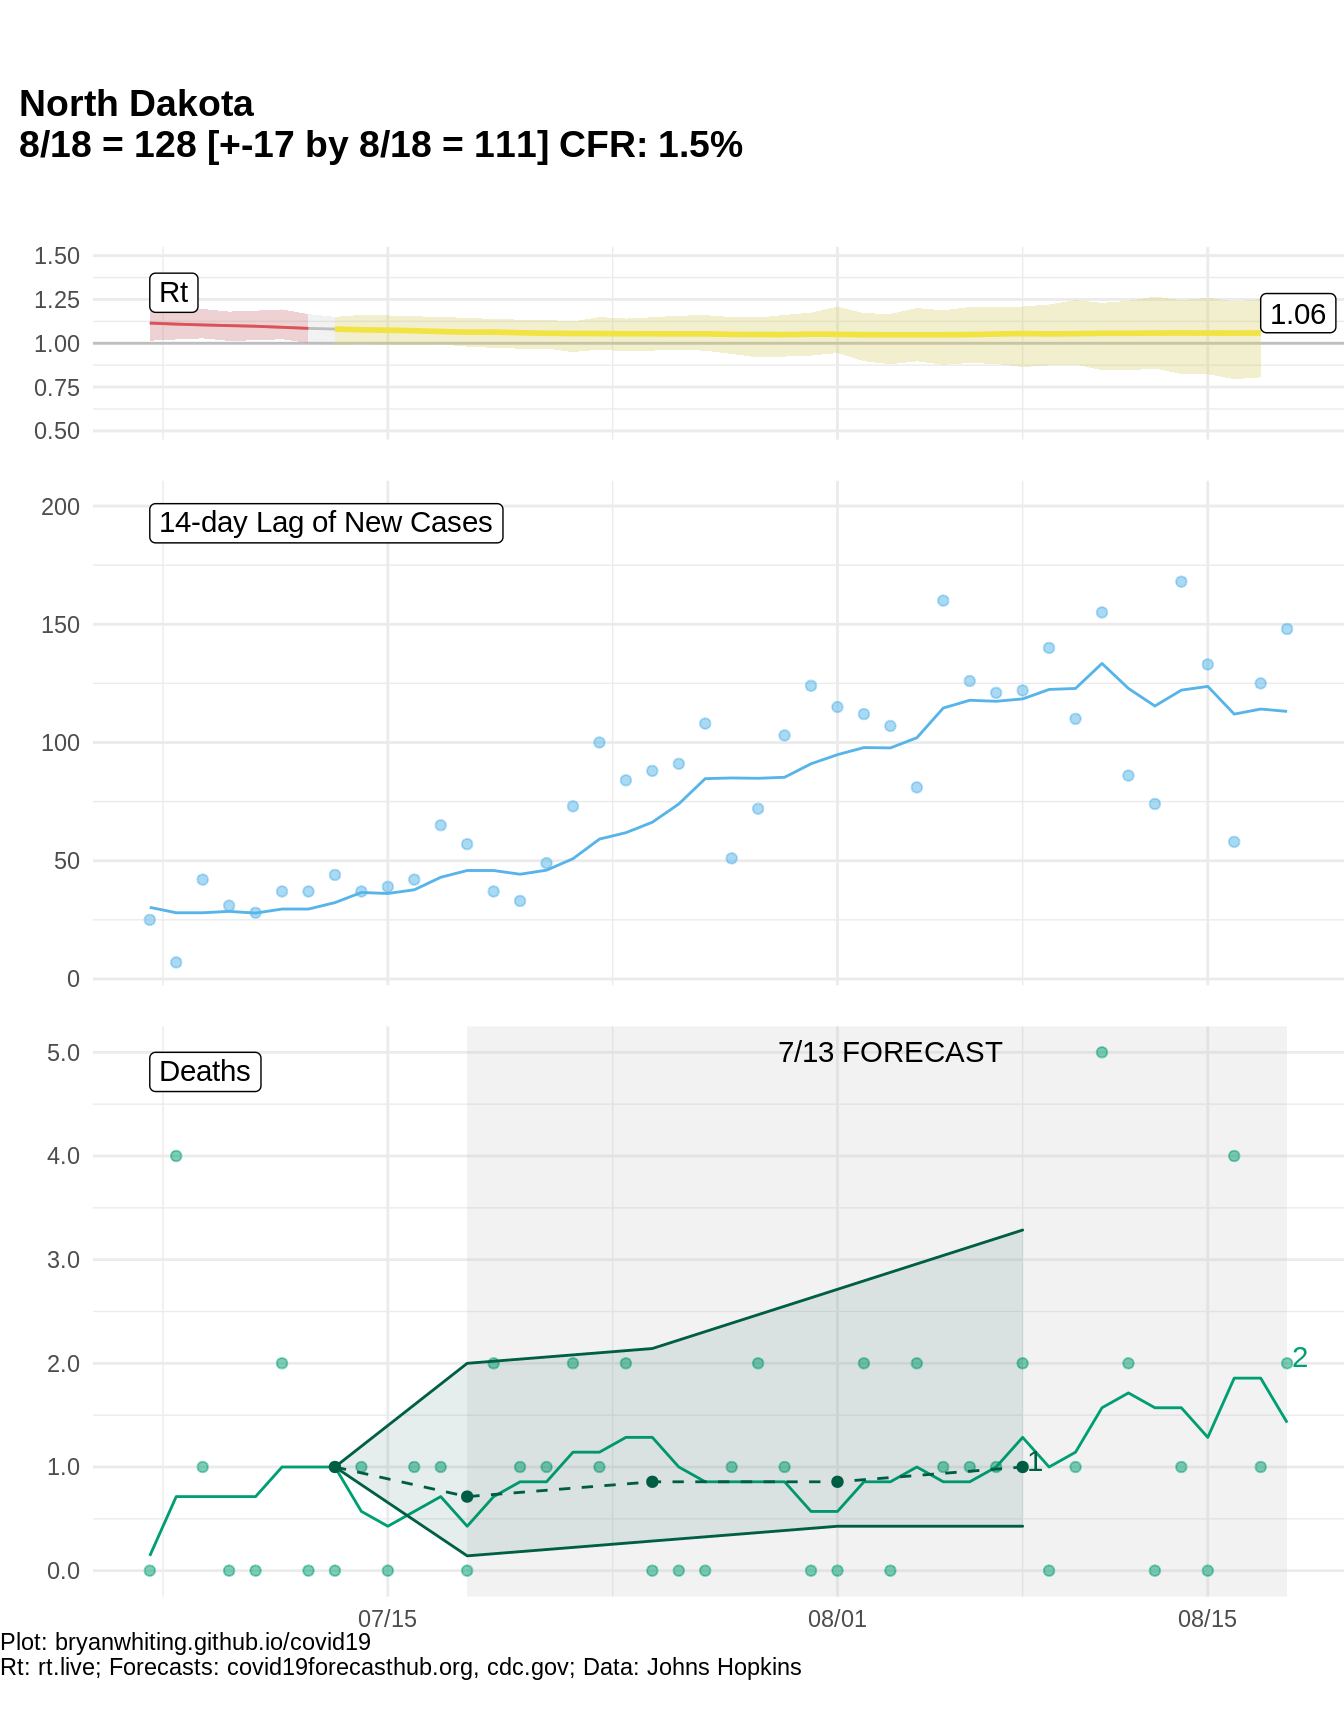 North Dakota
8/18 = 128 [+-17 by 8/18 = 111] CFR: 1.5%
1.50
1.25
1.00
0.75
0.50
Rt
1.06
200
150
100
50
0
14-day Lag of New Cases
5.0
4.0
3.0
2.0
1.0
0.0
Deaths
7/13 FORECAST
2
1
07/15
08/01
08/15
Plot: bryanwhiting.github.io/covid19
Rt: rt.live; Forecasts: covid19forecasthub.org, cdc.gov; Data: Johns Hopkins